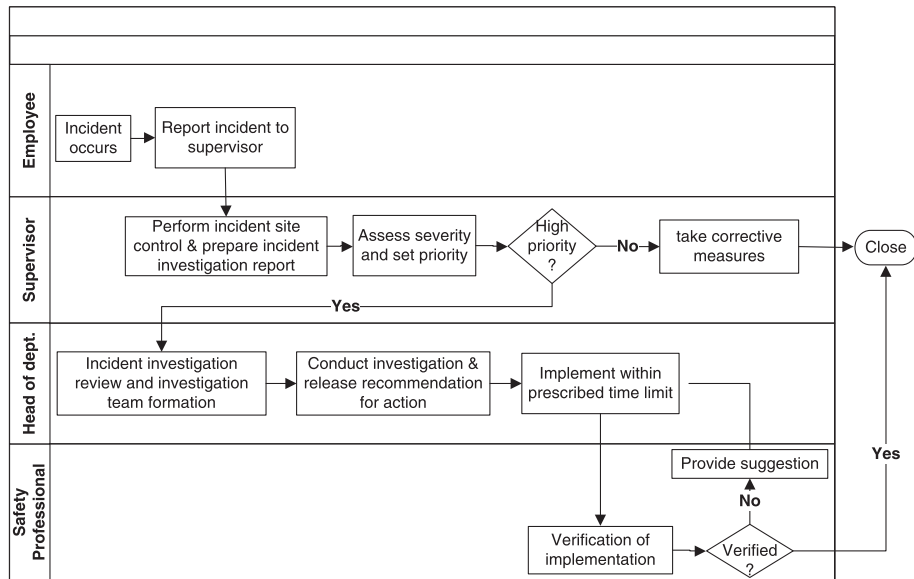 Employee
Incident
occurs
Report incident to
supervisor
Supervisor
Perform incident site
control & prepare incident
investigation report
Assess severity
and set priority
High
priority
?
No
take corrective
measures
Close
Yes
Head of dept.
Incident investigation
review and investigation
team formation
Conduct investigation &
release recommendation
for action
Implement within
prescribed time limit
Yes
Safety
Professional
Provide suggestion
No
Verification of
implementation
Verified
?